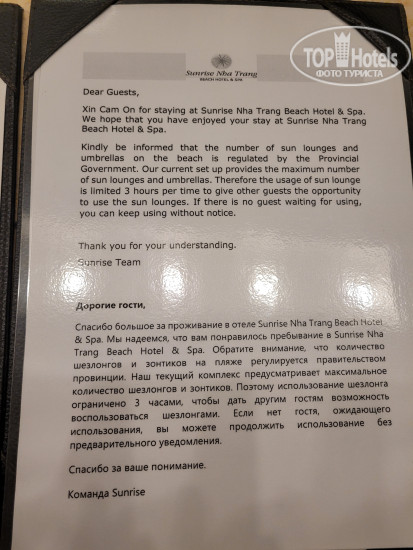 TOP Hotels
ФОТО ТУРИСТА
Sunrise Nha Trang
BEACH HOTEL & SPA
Dear Guests,
Xin Cam On for staying at Sunrise Nha Trang Beach Hotel & Spa.
We hope that you have enjoyed your stay at Sunrise Nha Trang
Beach Hotel & Spa.
Kindly be informed that the number of sun lounges and
umbrellas on the beach is regulated by the Provincial
Government. Our current set up provides the maximum number
of sun lounges and umbrellas. Therefore the usage of sun lounge
is limited 3 hours per time to give other guests the opportunity
to use the sun lounges. If there is no guest waiting for using,
you can keep using without notice.
Thank you for your understanding.
Sunrise Team
Дорогие гости,
Спасибо большое за проживание в отеле Sunrise Nha Trang Beach Hotel
& Spa. Мы надеемся, что вам понравилось пребывание в Sunrise Nha
Trang Beach Hotel & Spa. Обратите внимание, что количество
шезлонгов и зонтиков на пляже регулируется правительством
провинции. Наш текущий комплекс предусматривает максимальное
количество шезлонгов и зонтиков. Поэтому использование шезлонга
ограничено 3 часами, чтобы дать другим гостям возможность
воспользоваться шезлонгами. Если нет гостя, ожидающего
использования, вы можете продолжить использование без
предварительного уведомления.
Спасибо за ваше понимание.
Команда Sunrise